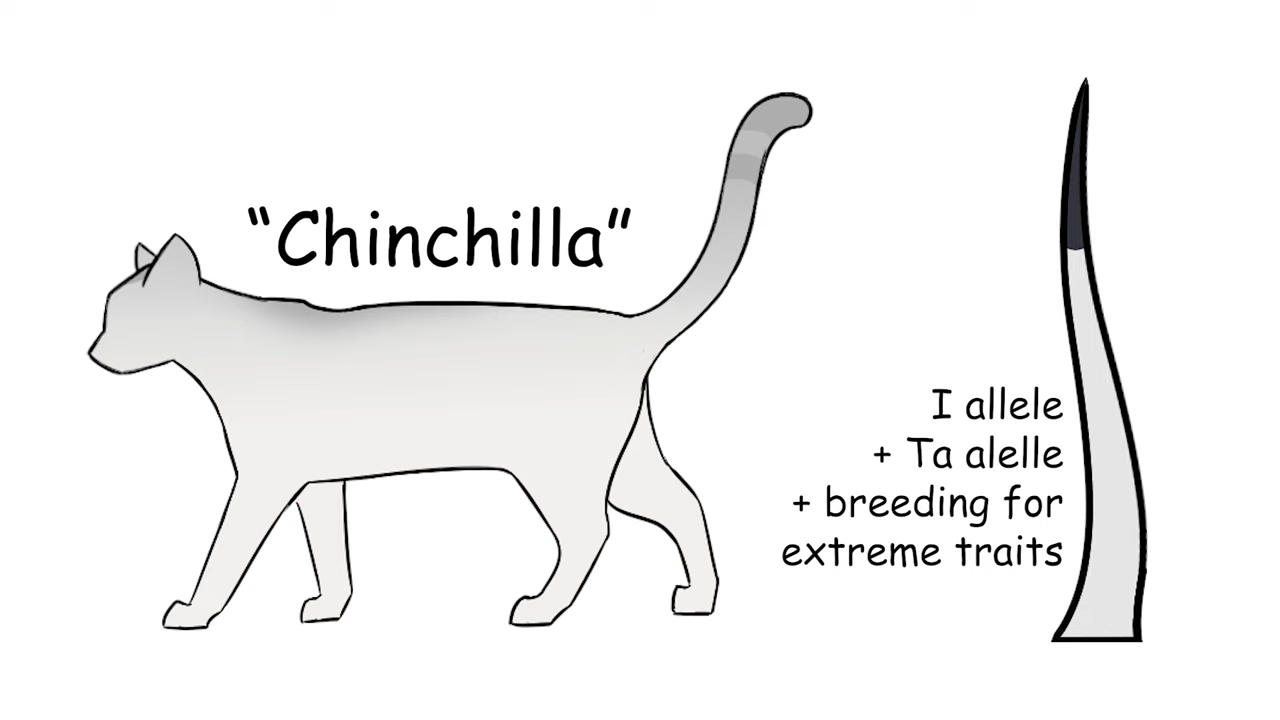 “Chinchilla”
I allele
+ Ta alelle
+ breeding for
extreme traits